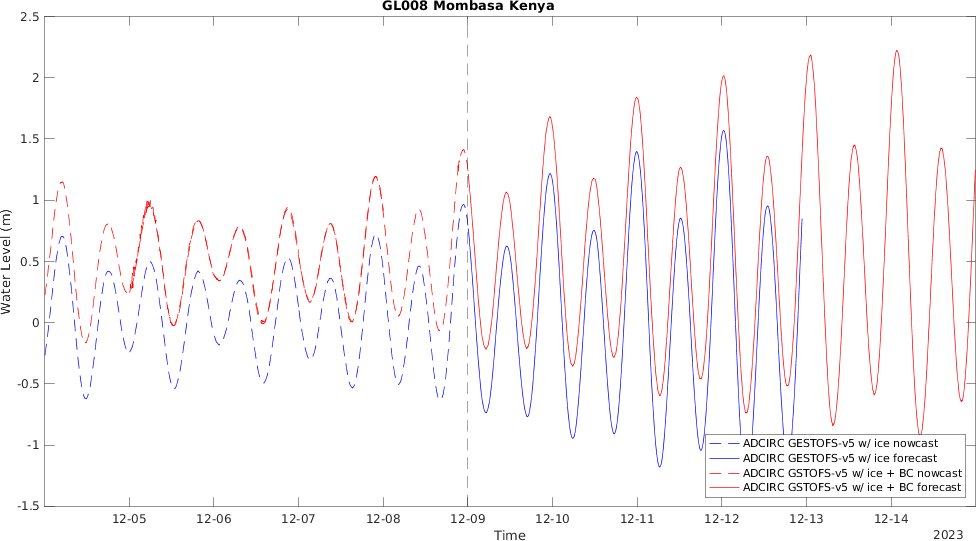 GL008 Mombasa Kenya
Water Level (m)
2.5
2
1.5
1
0.5
0
-0.5
-1
-1.5
ADCIRC GESTOFS-v5 w/ ice nowcast
ADCIRC GESTOFS-v5 w/ ice forecast
ADCIRC GSTOFS-v5 w/ ice + BC nowcast
ADCIRC GSTOFS-v5 w/ ice + BC forecast
12-05 12-06 12-07 12-08 12-09 12-10 12-11 12-12 12-13 12-14
Time
2023